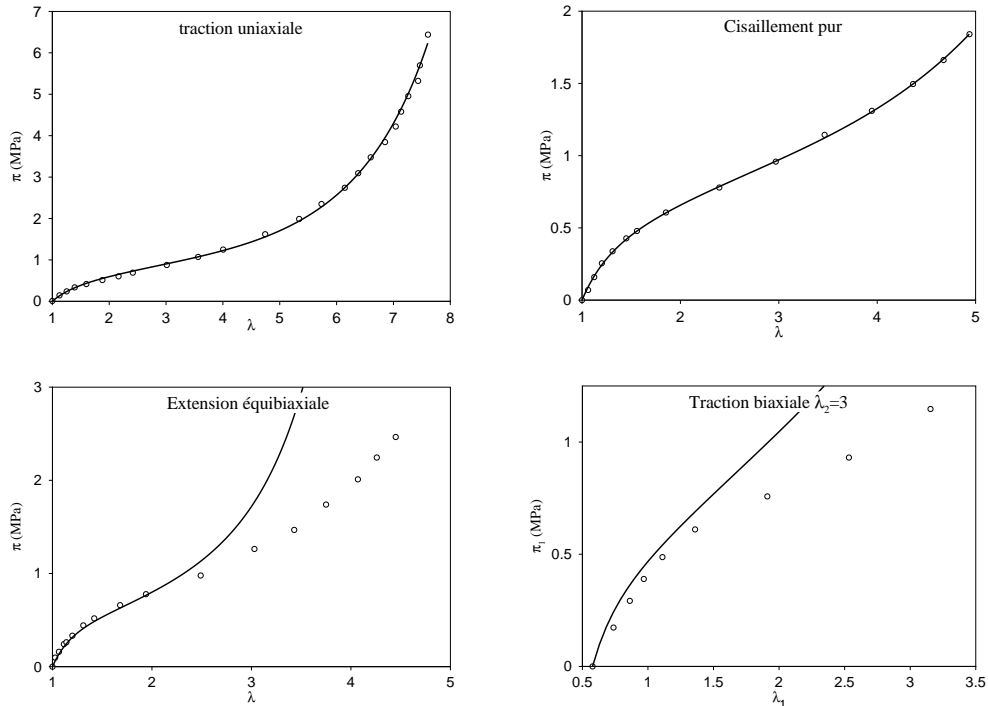 traction uniaxiale
7
6
5
4
3
2
1
0
π (MPa)
1 2 3 4 5 6 7 8
λ
Cisaillement pur
2
1.5
1
0.5
0
π (MPa)
1 2 3 4 5
λ
Extension équibiaxiale
3
2
1
0
π (MPa)
1 2 3 4 5
λ
Traction biaxiale λ₂=3
1
0.5
0
π₁ (MPa)
0.5 1 1.5 2 2.5 3 3.5
λ₁